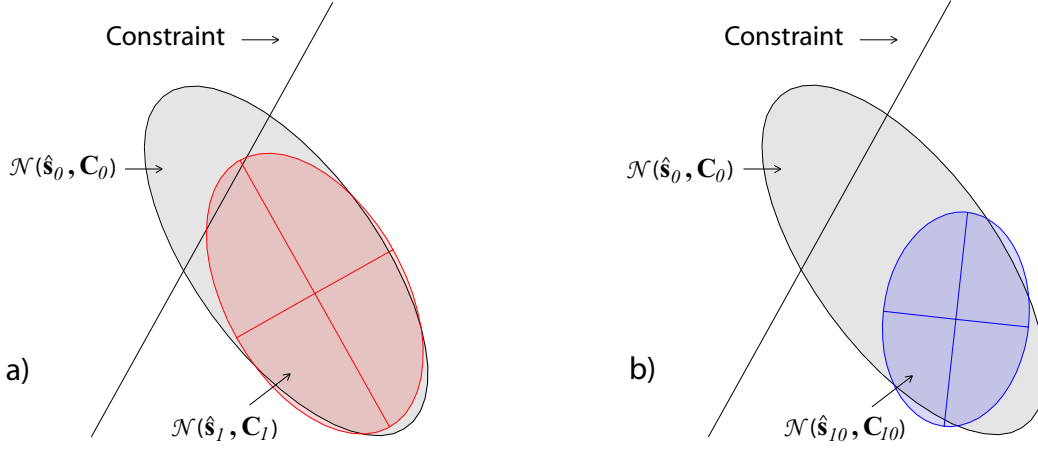 Constraint
𝒩(ŝ₀, C₀)
a)
𝒩(ŝ₁, C₁)
Constraint
𝒩(ŝ₀, C₀)
b)
𝒩(ŝ₁₀, C₁₀)